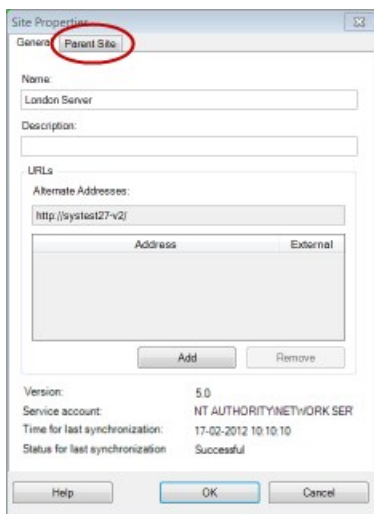 Site Properties
General Parent Site
Name:
London Server
Description:
URLs
Alternate Addresses:
http://systest27-v2/
Address External
Add Remove
Version: 5.0
Service account: NT AUTHORITY\NETWORK SER
Time for last synchronization: 17-02-2012 10:10:10
Status for last synchronization Successful
Help OK Cancel